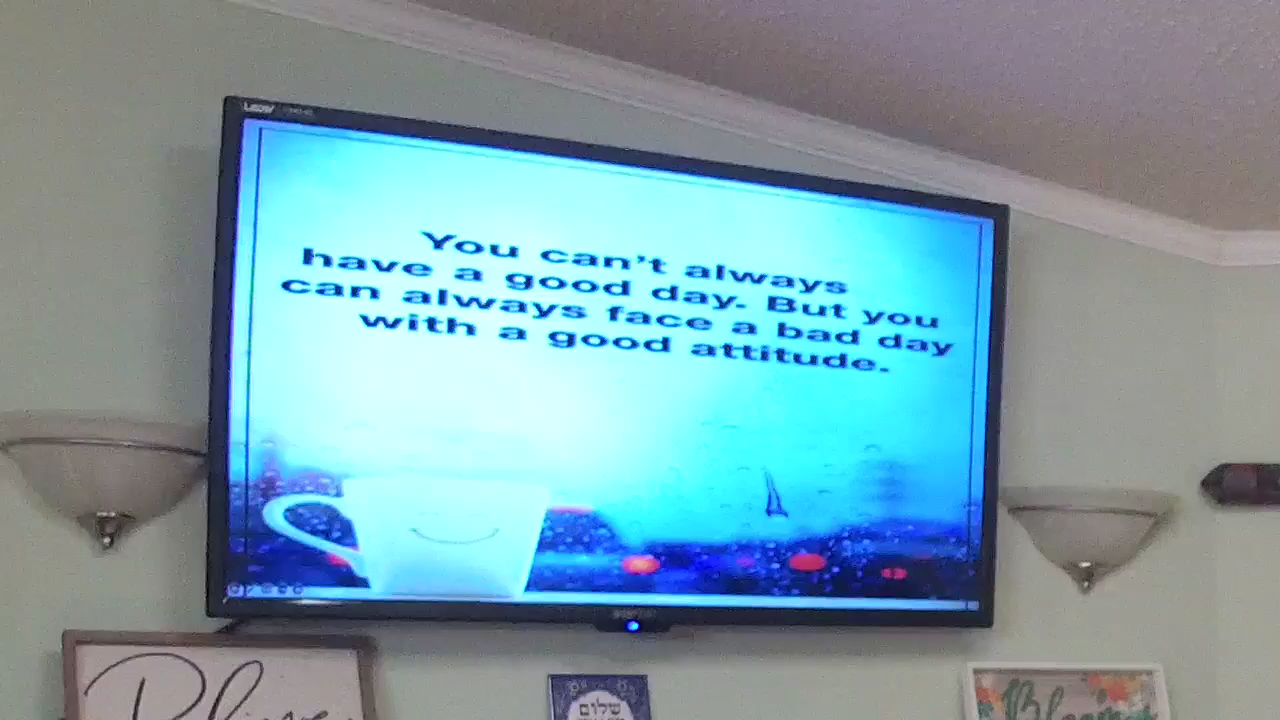 You can't always
have a good day. But you
can always face a bad day
with a good attitude.
שלום